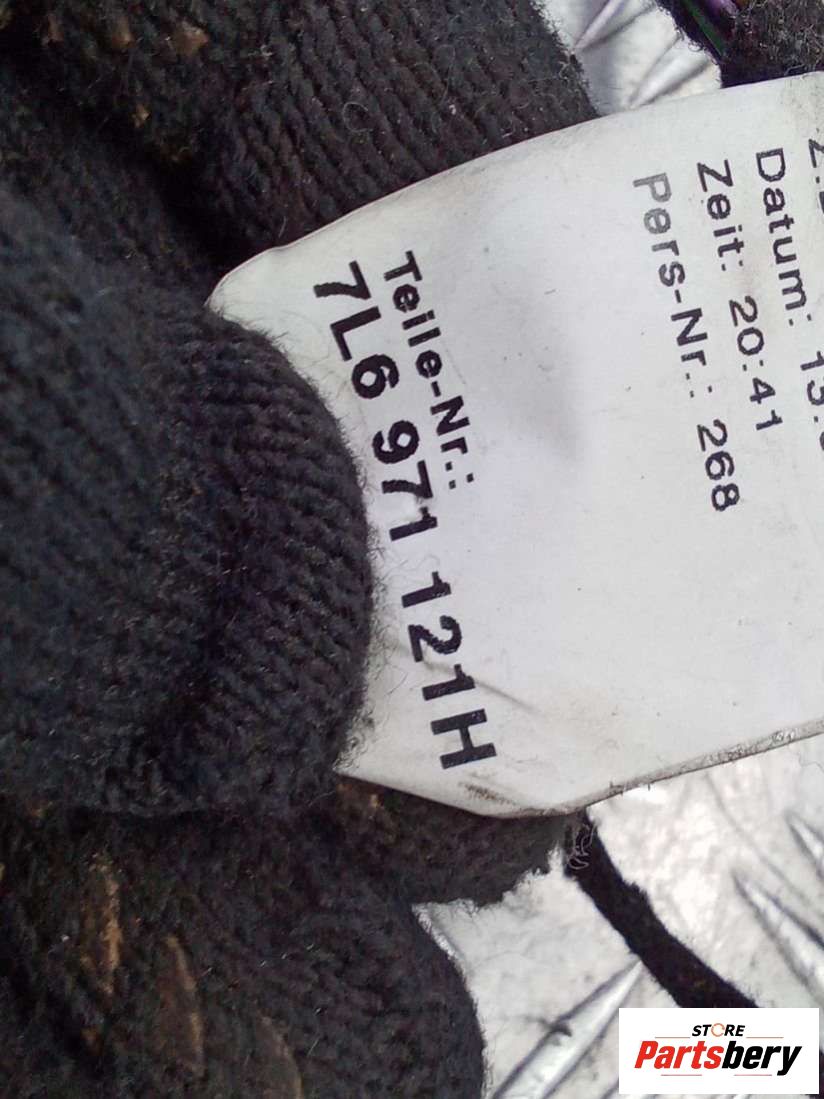 Teile-Nr.:
7L6 971 121H
Zeit: 20:41
Pers-Nr.: 268
Datum:
STORE
Partsbery